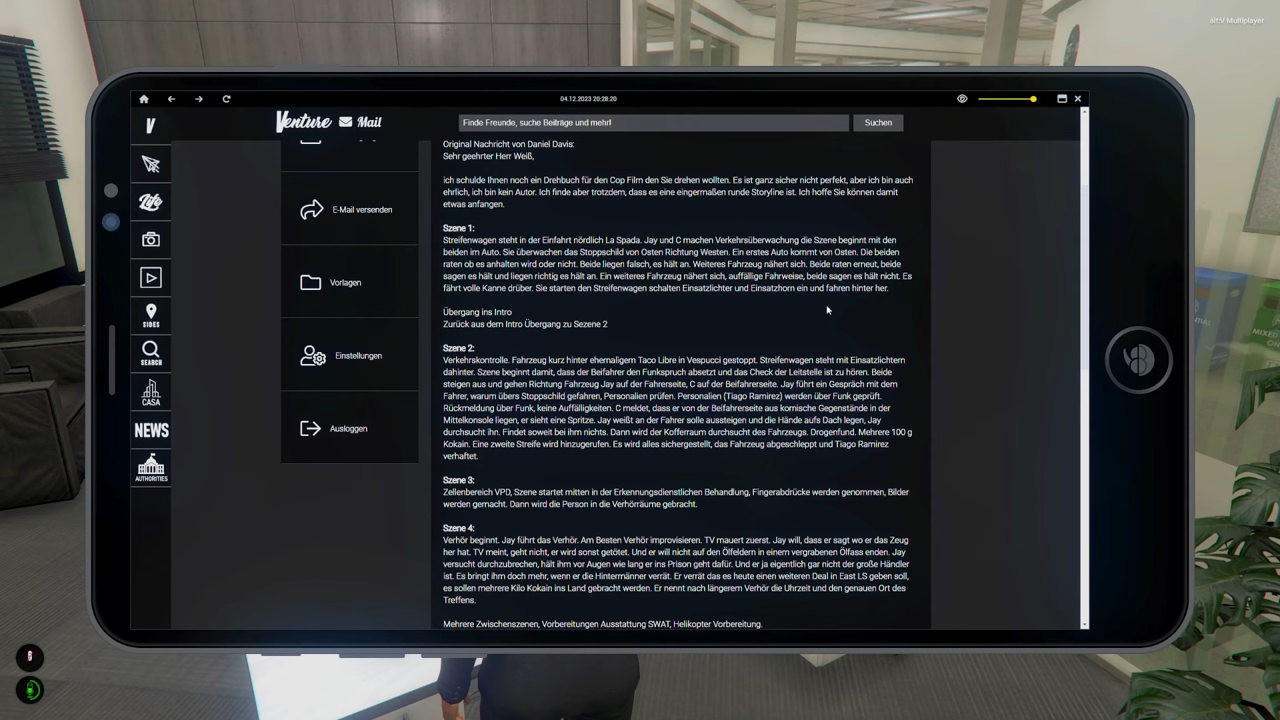 alt:V Multiplayer
04.12.2023 20:28:20
V
Venture Mail
Finde Freunde, suche Beiträge und mehr!
Suchen
Life
SIDES
SEARCH
CASA
NEWS
AUTHORITIES
E-Mail versenden
Vorlagen
Einstellungen
Ausloggen
Original Nachricht von Daniel Davis:
Sehr geehrter Herr Weiß,
ich schulde Ihnen noch ein Drehbuch für den Cop Film den Sie drehen wollten. Es ist ganz sicher nicht perfekt, aber ich bin auch
ehrlich, ich bin kein Autor. Ich finde aber trotzdem, dass es eine eingermaßen runde Storyline ist. Ich hoffe Sie können damit
etwas anfangen.
Szene 1:
Streifenwagen steht in der Einfahrt nördlich La Spada. Jay und C machen Verkehrsüberwachung die Szene beginnt mit den
beiden im Auto. Sie überwachen das Stoppschild von Osten Richtung Westen. Ein erstes Auto kommt von Osten. Die beiden
raten ob es anhalten wird oder nicht. Beide liegen falsch, es hält an. Weiteres Fahrzeug nähert sich. Beide raten erneut, beide
sagen es hält und liegen richtig es hält an. Ein weiteres Fahrzeug nähert sich, auffällige Fahrweise, beide sagen es hält nicht. Es
fährt volle Kanne drüber. Sie starten den Streifenwagen schalten Einsatzlichter und Einsatzhorn ein und fahren hinter her.
Übergang ins Intro
Zurück aus dem Intro Übergang zu Sezene 2
Szene 2:
Verkehrskontrolle. Fahrzeug kurz hinter ehemaligem Taco Libre in Vespucci gestoppt. Streifenwagen steht mit Einsatzlichtern
dahinter. Szene beginnt damit, dass der Beifahrer den Funkspruch absetzt und das Check der Leitstelle ist zu hören. Beide
steigen aus und gehen Richtung Fahrzeug Jay auf der Fahrerseite, C auf der Beifahrerseite. Jay führt ein Gespräch mit dem
Fahrer, warum übers Stoppschild gefahren, Personalien prüfen. Personalien (Tiago Ramirez) werden über Funk geprüft.
Rückmeldung über Funk, keine Auffälligkeiten. C meldet, dass er von der Beifahrerseite aus komische Gegenstände in der
Mittelkonsole liegen, er sieht eine Spritze. Jay weißt an der Fahrer solle aussteigen und die Hände aufs Dach legen, Jay
durchsucht ihn. Findet soweit bei ihm nichts. Dann wird der Kofferraum durchsucht des Fahrzeugs. Drogenfund. Mehrere 100 g
Kokain. Eine zweite Streife wird hinzugerufen. Es wird alles sichergestellt, das Fahrzeug abgeschleppt und Tiago Ramirez
verhaftet.
Szene 3:
Zellenbereich VPD, Szene startet mitten in der Erkennungsdienstlichen Behandlung, Fingerabdrücke werden genommen, Bilder
werden gemacht. Dann wird die Person in die Verhörräume gebracht.
Szene 4:
Verhör beginnt. Jay führt das Verhör. Am Besten Verhör improvisieren. TV mauert zuerst. Jay will, dass er sagt wo er das Zeug
her hat. TV meint, geht nicht, er wird sonst getötet. Und er will nicht auf den Ölfeldern in einem vergrabenen Ölfass enden. Jay
versucht durchzubrechen, hält ihm vor Augen wie lang er ins Prison geht dafür. Und er ja eigentlich gar nicht der große Händler
ist. Es bringt ihm doch mehr, wenn er die Hintermänner verrät. Er verrät das es heute einen weiteren Deal in East LS geben soll,
es sollen mehrere Kilo Kokain ins Land gebracht werden. Er nennt nach längerem Verhör die Uhrzeit und den genauen Ort des
Treffens.
Mehrere Zwischenszenen, Vorbereitungen Ausstattung SWAT, Helikopter Vorbereitung.